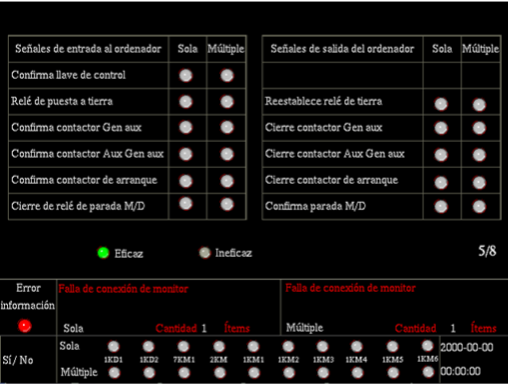 Señales de entrada al ordenador Sola Múltiple
Confirma llave de control
Relé de puesta a tierra
Confirma contactor Gen aux
Confirma contactor Aux Gen aux
Confirma contactor de arranque
Cierre de relé de parada M/D
Señales de salida del ordenador Sola Múltiple
Reestablece relé de tierra
Cierre contactor Gen aux
Cierre contactor Aux Gen aux
Cierre contactor de arranque
Confirma parada M/D
Eficaz Ineficaz 5/8
Error
información
Falla de conexión de monitor
Sola Cantidad 1 Ítems
Falla de conexión de monitor
Múltiple Cantidad 1 Ítems
Sí/ No
Sola 2000-00-00
1KD1 1KD2 7KM1 2KM 1KM1 1KM2 1KM3 1KM4 1KM5 1KM6
Múltiple 00:00:00